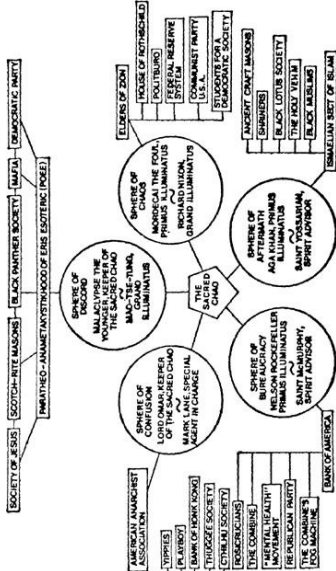 SOCIETY OF JESUS
SCOTCH-RITE MASONS
BLACK PANTHER SOCIETY
MAFIA
DEMOCRATIC PARTY
PARATHEO-ANAMETAMYSTIKHOOD OF ERIS ESOTERIC (POEE)
SPHERE OF
DISCORD
MALACLYPSE THE
YOUNGER, KEEPER OF
THE SACRED CHAO
MAO-TSE-TUNG,
GRAND
ILLUMINATUS
AMERICAN ANARCHIST
ASSOCIATION
YIPPIES
PLAYBOY
BANK OF HONK KONG
THUGGEE SOCIETY
CTHULHU SOCIETY
SPHERE OF
CONFUSION
LORD OMAR, KEEPER
OF THE SACRED CHAO
MARK LANE, SPECIAL
AGENT IN CHANGE
THE
SACRED
CHAO
SPHERE OF
CHAOS
MORDECAI THE FOUL,
PRIMUS ILLUMINATUS
RICHARD NIXON,
GRAND ILLUMINATUS
ELDERS OF ZION
HOUSE OF ROTHSCHILD
POLITBURO
FEDERAL RESERVE
SYSTEM
COMMUNIST PARTY
U.S.A.
STUDENTS FOR A
DEMOCRATIC SOCIETY
ROSICRUCIANS
THE COMBINE
"MENTAL HEALTH"
MOVEMENT
REPUBLICAN PARTY
THE COMBINE'S
FOG MACHINE
BANK OF AMERICA
SPHERE OF
BUREAUCRACY
NELSON ROCKEFELLER
PRIMUS ILLUMINATUS
SAINT McMURPHY,
SPIRIT ADVISOR
SPHERE OF
AFTERMATH
AGA KHAN, PRIMUS
ILLUMINATUS
SAINT YOSSARIAN,
SPIRIT ADVISOR
ANCIENT CRAFT MASONS
SHRINERS
BLACK LOTUS SOCIETY
THE HOLY VEHM
BLACK MUSLIMS
ISMAELIAN SECT OF ISLAM